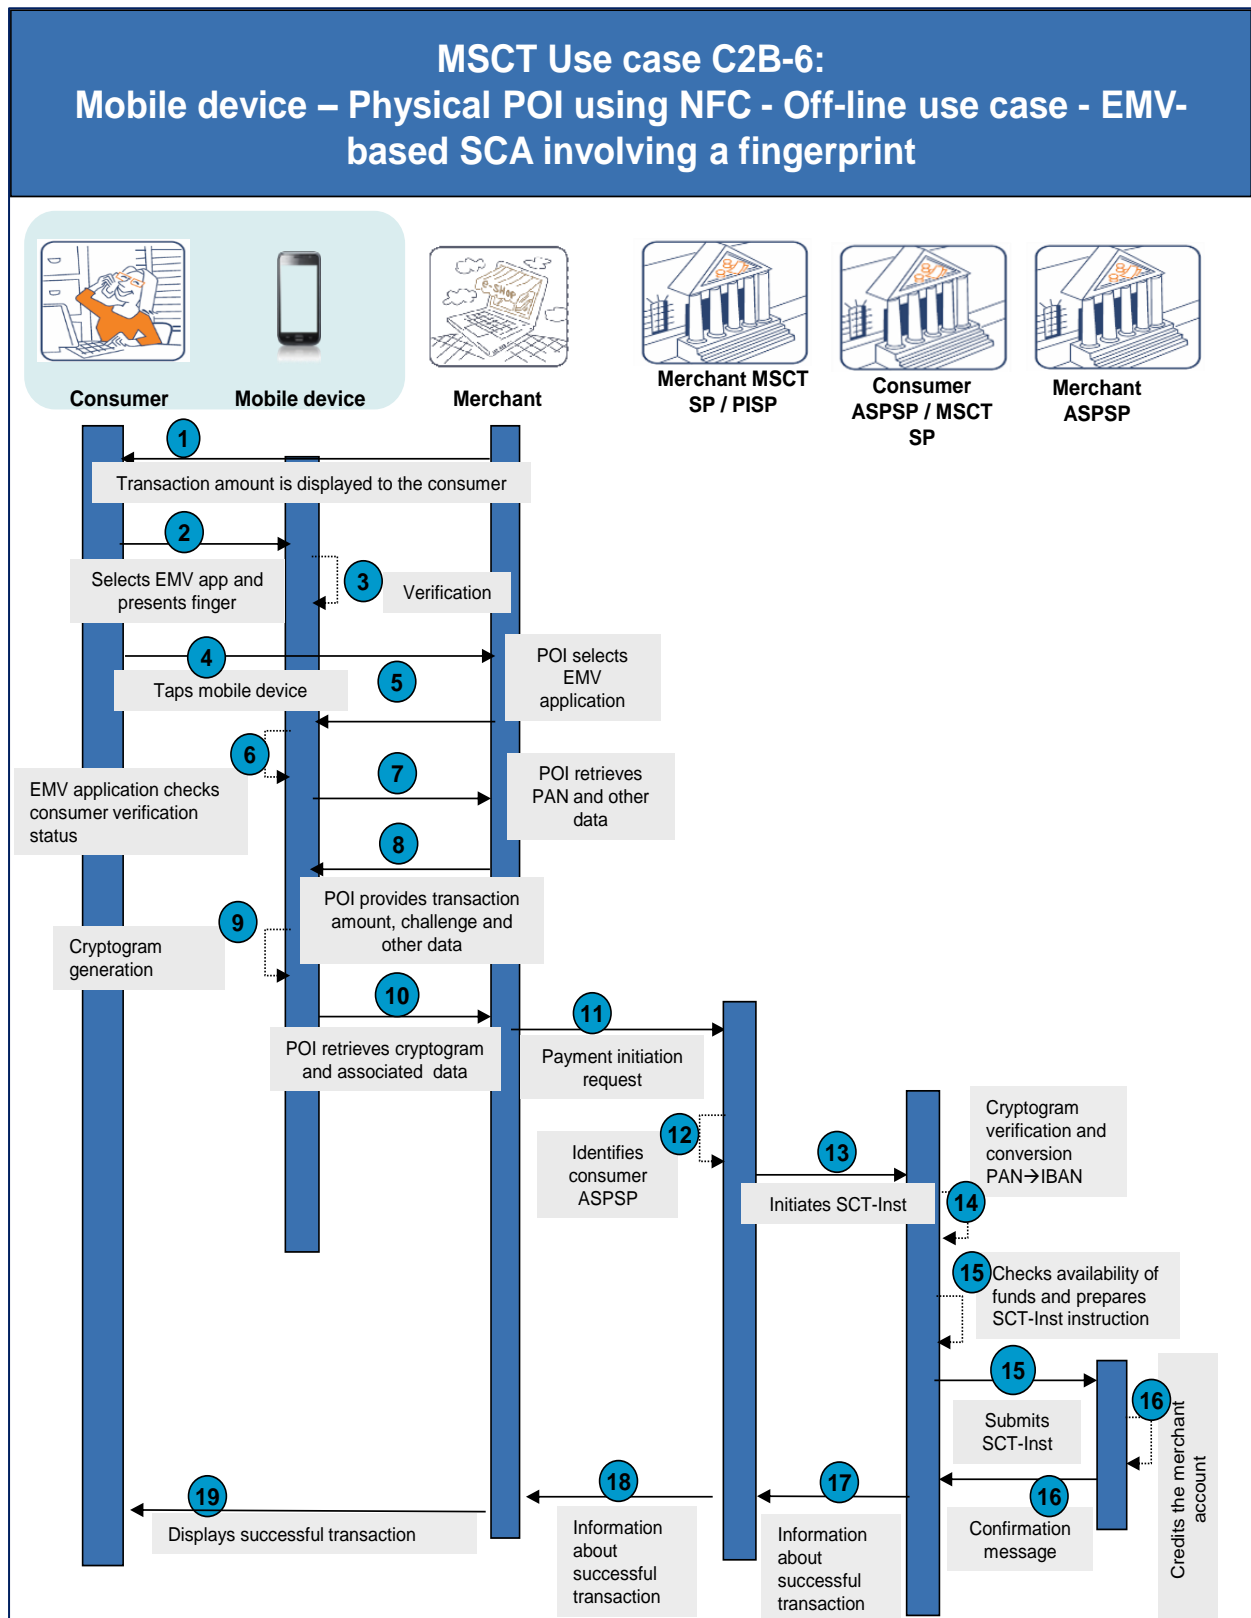 MSCT Use case C2B-6:
Mobile device – Physical POI using NFC - Off-line use case - EMV-
based SCA involving a fingerprint
e-SHOP
Consumer
Mobile device
Merchant
Merchant MSCT
SP / PISP
Consumer
ASPSP / MSCT
SP
Merchant
ASPSP
1
Transaction amount is displayed to the consumer
2
Selects EMV app and
presents finger
3
Verification
4
Taps mobile device
5
POI selects
EMV
application
6
EMV application checks
consumer verification
status
7
POI retrieves
PAN and other
data
8
POI provides transaction
amount, challenge and
other data
9
Cryptogram
generation
10
POI retrieves cryptogram
and associated data
11
Payment initiation
request
12
Identifies
consumer
ASPSP
13
Initiates SCT-Inst
Cryptogram
verification and
conversion
PAN→IBAN
14
15
Checks availability of
funds and prepares
SCT-Inst instruction
15
Submits
SCT-Inst
16
Credits the merchant
account
16
Confirmation
message
17
Information
about
successful
transaction
18
Information
about
successful
transaction
19
Displays successful transaction